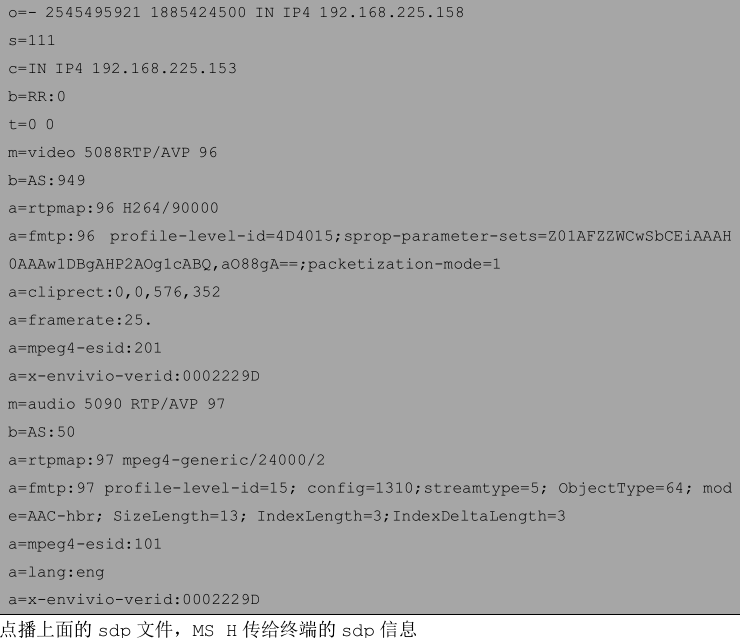 o=- 2545495921 1885424500 IN IP4 192.168.225.158
s=111
c=IN IP4 192.168.225.153
b=RR:0
t=0 0
m=video 5088RTP/AVP 96
b=AS:949
a=rtpmap:96 H264/90000
a=fmtp:96 profile-level-id=4D4015;sprop-parameter-sets=Z01AFZZWCwSbCEiAAAH
0AAAw1DBgAHP2AOg1cABQ,aO88gA==;packetization-mode=1
a=cliprect:0,0,576,352
a=framerate:25.
a=mpeg4-esid:201
a=x-envivio-verid:0002229D
m=audio 5090 RTP/AVP 97
b=AS:50
a=rtpmap:97 mpeg4-generic/24000/2
a=fmtp:97 profile-level-id=15; config=1310;streamtype=5; ObjectType=64; mod
e=AAC-hbr; SizeLength=13; IndexLength=3;IndexDeltaLength=3
a=mpeg4-esid:101
a=lang:eng
a=x-envivio-verid:0002229D
点播上面的 sdp 文件，MS H 传给终端的 sdp 信息